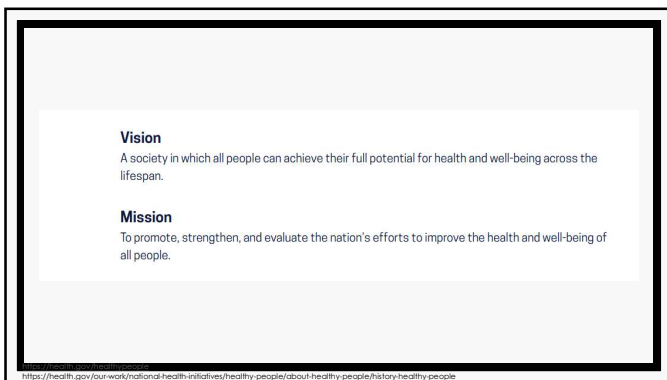 Vision
A society in which all people can achieve their full potential for health and well-being across the
lifespan.
Mission
To promote, strengthen, and evaluate the nation's efforts to improve the health and well-being of
all people.
https://health.gov/healthypeople
https://health.gov/our-work/national-health-initiatives/healthy-people/about-healthy-people/history-healthy-people